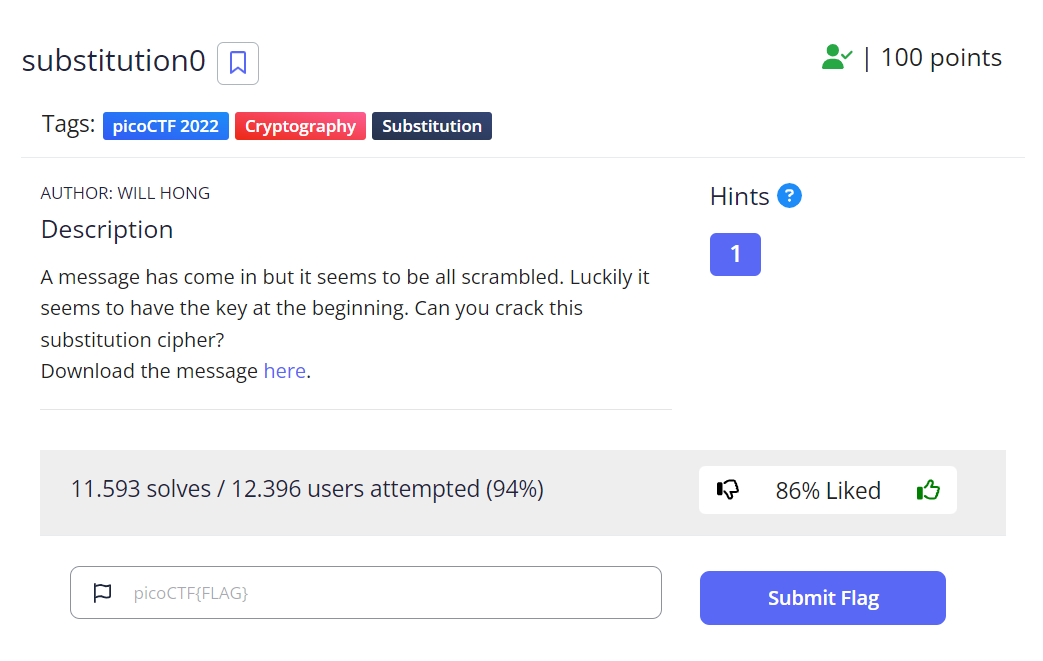 substitution0
| 100 points
Tags: picoCTF 2022 Cryptography Substitution
AUTHOR: WILL HONG
Description
A message has come in but it seems to be all scrambled. Luckily it
seems to have the key at the beginning. Can you crack this
substitution cipher?
Download the message here.
Hints ?
1
11.593 solves / 12.396 users attempted (94%)
86% Liked
picoCTF{FLAG}
Submit Flag